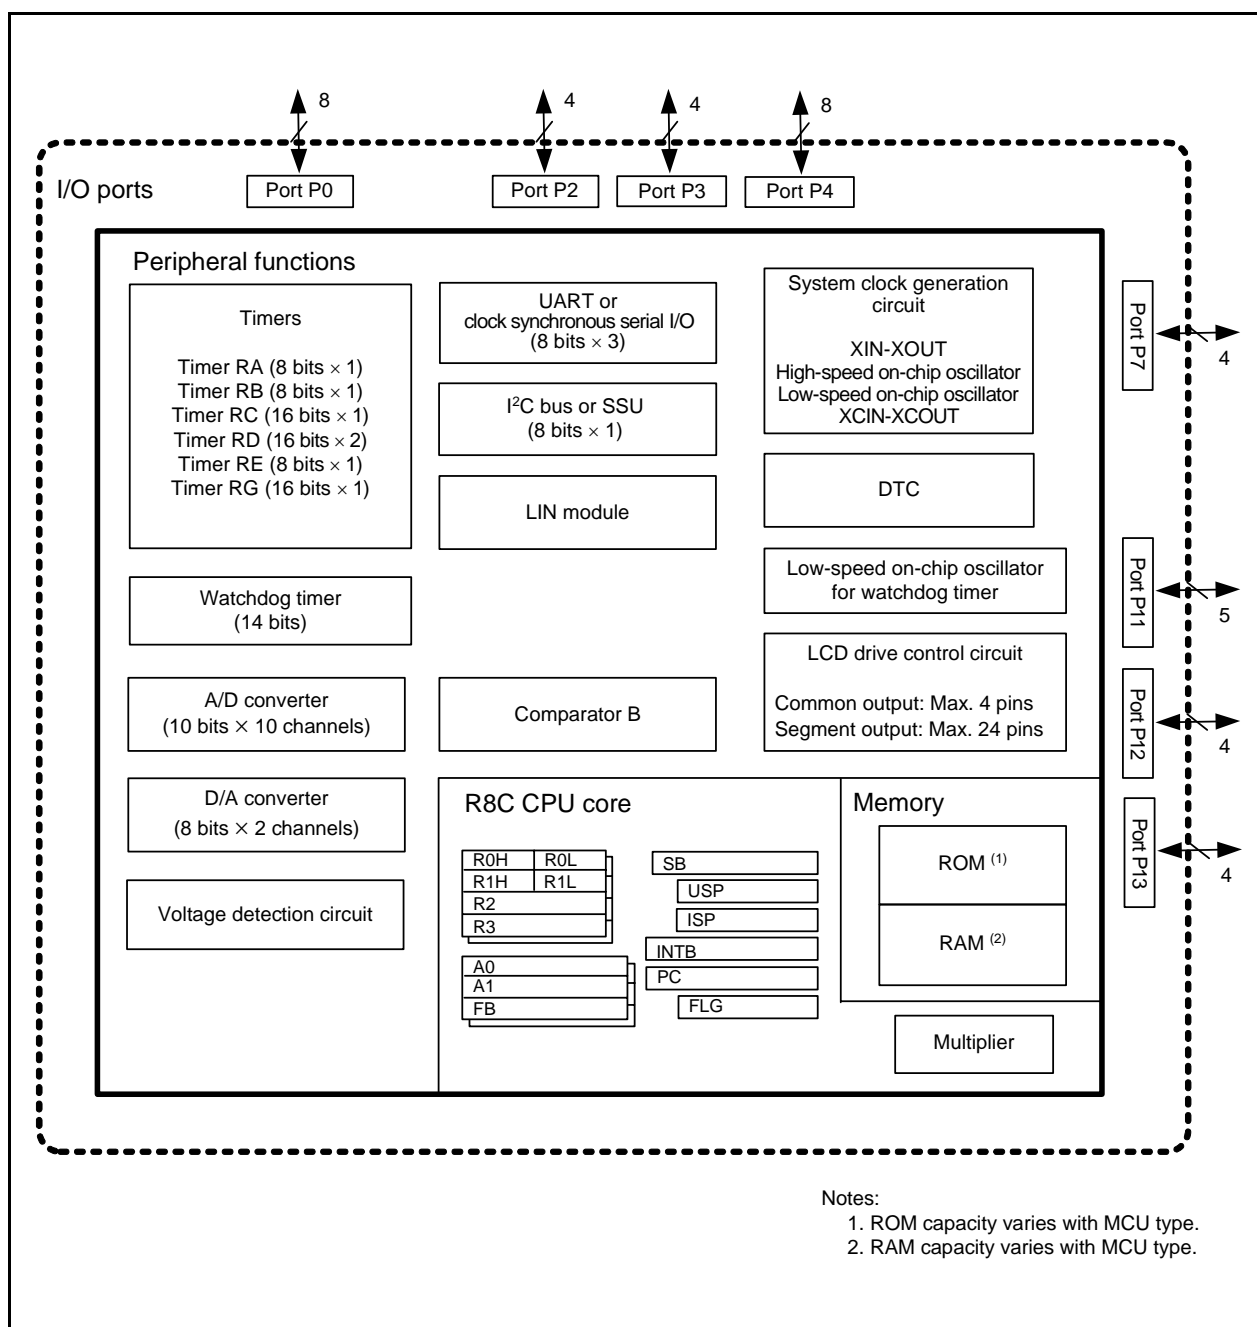 8
4
4
8
I/O ports
Port P0
Port P2
Port P3
Port P4
Peripheral functions
Timers
Timer RA (8 bits × 1)
Timer RB (8 bits × 1)
Timer RC (16 bits × 1)
Timer RD (16 bits × 2)
Timer RE (8 bits × 1)
Timer RG (16 bits × 1)
UART or
clock synchronous serial I/O
(8 bits × 3)
I²C bus or SSU
(8 bits × 1)
LIN module
System clock generation
circuit
XIN-XOUT
High-speed on-chip oscillator
Low-speed on-chip oscillator
XCIN-XCOUT
DTC
Low-speed on-chip oscillator
for watchdog timer
Watchdog timer
(14 bits)
LCD drive control circuit
Common output: Max. 4 pins
Segment output: Max. 24 pins
A/D converter
(10 bits × 10 channels)
Comparator B
D/A converter
(8 bits × 2 channels)
Voltage detection circuit
R8C CPU core
R0H
R0L
R1H
R1L
R2
R3
A0
A1
FB
SB
USP
ISP
INTB
PC
FLG
Memory
ROM (1)
RAM (2)
Multiplier
Port P7
4
Port P11
5
Port P12
4
Port P13
4
Notes:
1. ROM capacity varies with MCU type.
2. RAM capacity varies with MCU type.